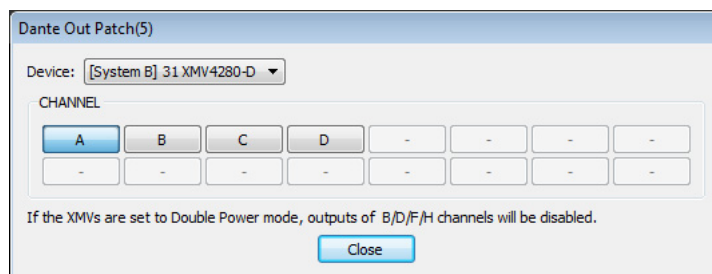 Dante Out Patch(5)
Device: [System B] 31 XMV4280-D
CHANNEL
A B C D - - - -
- - - - - - - -
If the XMVs are set to Double Power mode, outputs of B/D/F/H channels will be disabled.
Close